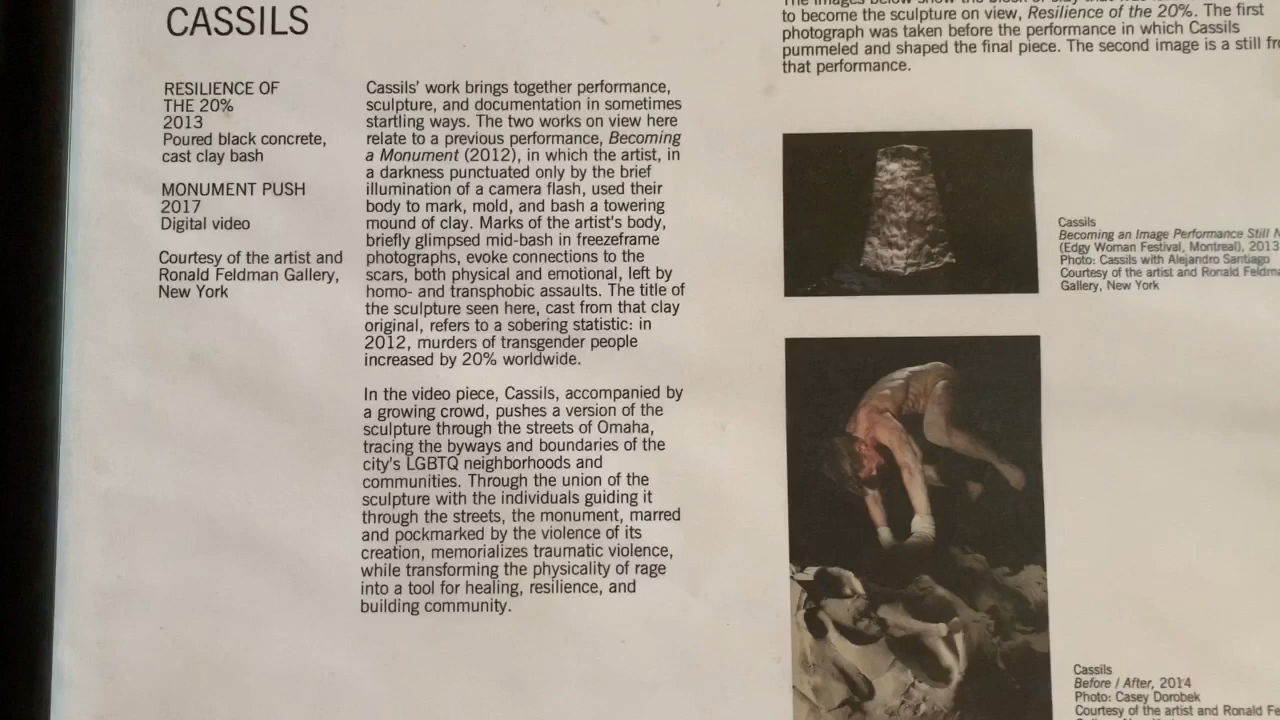 CASSILS
RESILIENCE OF
THE 20%
2013
Poured black concrete,
cast clay bash
MONUMENT PUSH
2017
Digital video
Courtesy of the artist and
Ronald Feldman Gallery,
New York
Cassils' work brings together performance,
sculpture, and documentation in sometimes
startling ways. The two works on view here
relate to a previous performance, Becoming
a Monument (2012), in which the artist, in
a darkness punctuated only by the brief
illumination of a camera flash, used their
body to mark, mold, and bash a towering
mound of clay. Marks of the artist's body,
briefly glimpsed mid-bash in freezeframe
photographs, evoke connections to the
scars, both physical and emotional, left by
homo- and transphobic assaults. The title of
the sculpture seen here, cast from that clay
original, refers to a sobering statistic: in
2012, murders of transgender people
increased by 20% worldwide.
In the video piece, Cassils, accompanied by
a growing crowd, pushes a version of the
sculpture through the streets of Omaha,
tracing the byways and boundaries of the
city's LGBTQ neighborhoods and
communities. Through the union of the
sculpture with the individuals guiding it
through the streets, the monument, marred
and pockmarked by the violence of its
creation, memorializes traumatic violence,
while transforming the physicality of rage
into a tool for healing, resilience, and
building community.
The images below show the block of clay that was
to become the sculpture on view, Resilience of the 20%. The first
photograph was taken before the performance in which Cassils
pummeled and shaped the final piece. The second image is a still
that performance.
Cassils
Becoming an Image Performance Still
(Edgy Woman Festival, Montreal), 2013
Photo: Cassils with Alejandro Santiago
Courtesy of the artist and Ronald
Gallery, New York
Cassils
Before / After, 2014
Photo: Casey Dorobek
Courtesy of the artist and Ronald